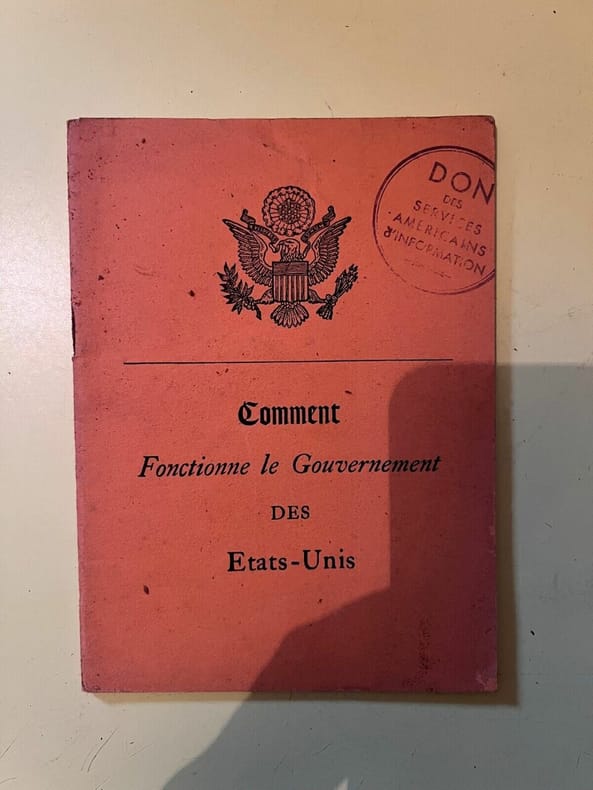 DON
DES
SERVICES
AMERICAINS
d'INFORMATION
Comment
Fonctionne le Gouvernement
DES
Etats-Unis